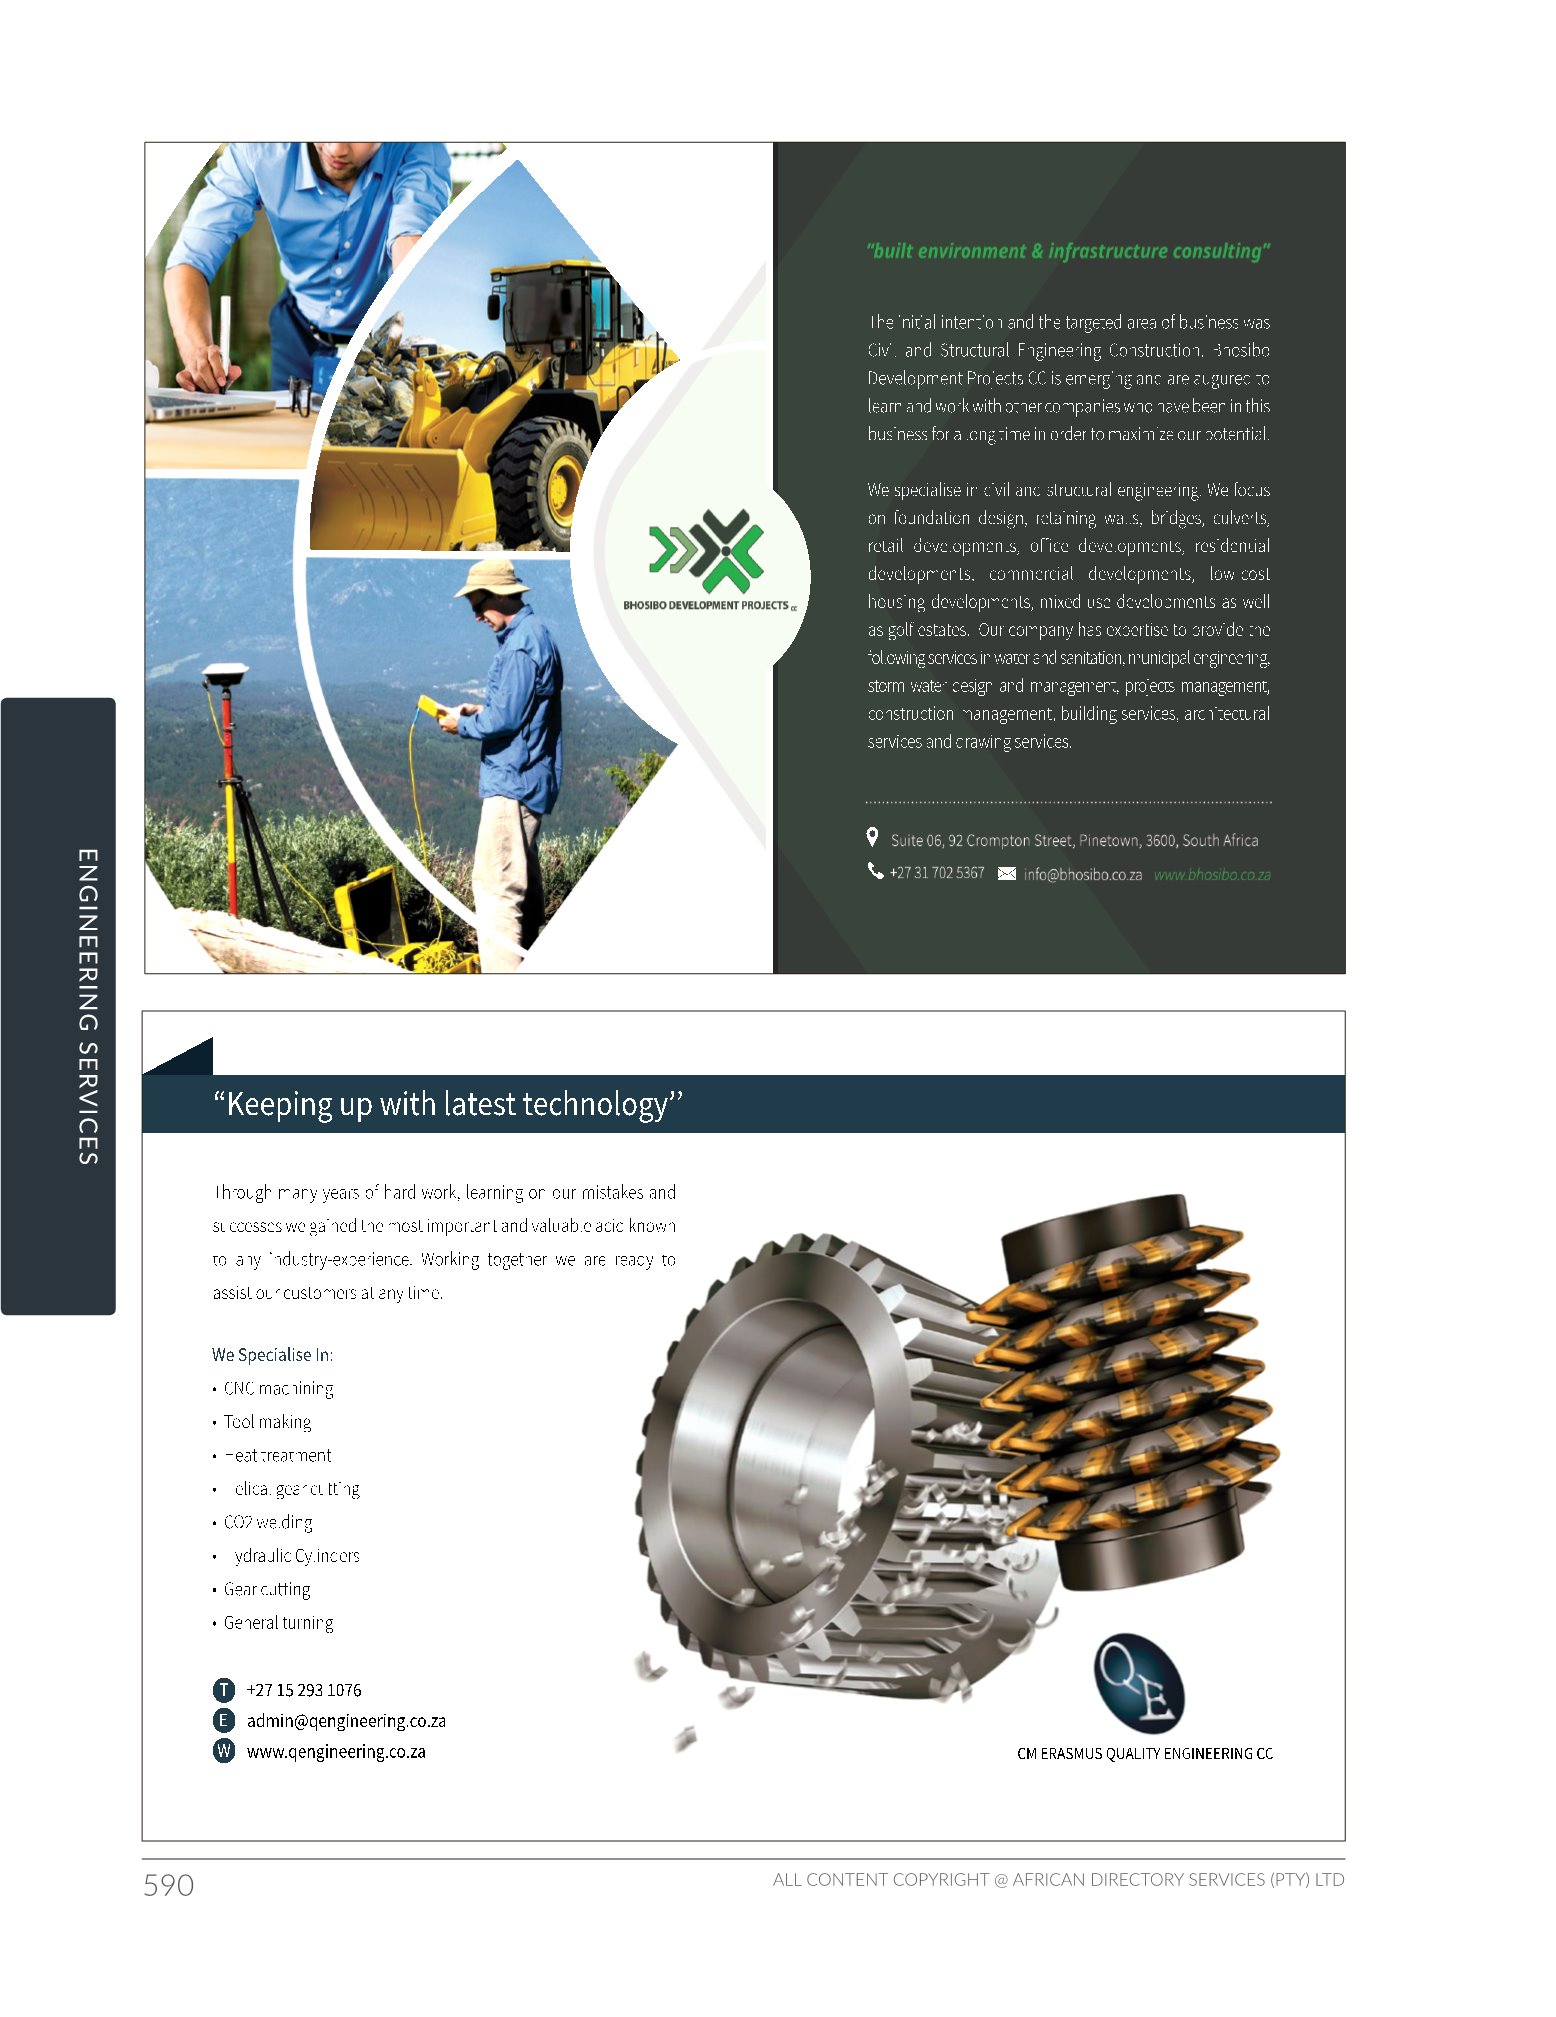 "built environment & infrastructure consulting"
The initial intention and the targeted area of business was
Civil and Structural Engineering Construction. Bhosibo
Development Projects CC is emerging and are augured to
learn and work with other companies who have been in this
business for a long time in order to maximize our potential.
We specialise in civil and structural engineering. We focus
on foundation design, retaining walls, bridges, culverts,
retail developments, office developments, residential
developments, commercial developments, low cost
housing developments, mixed use developments as well
as golf estates. Our company has expertise to provide the
following services in water and sanitation, municipal engineering,
storm water design and management, projects management,
construction management, building services, architectural
services and drawing services.
BHOSIBO DEVELOPMENT PROJECTS CC
Suite 06, 92 Crompton Street, Pinetown, 3600, South Africa
+27 31 702 5367 info@bhosibo.co.za www.bhosibo.co.za
ENGINEERING SERVICES
“Keeping up with latest technology’’
Through many years of hard work, learning on our mistakes and
successes we gained the most important and valuable acid known
to any industry-experience. Working together we are ready to
assist our customers at any time.
We Specialise In:
• CNC machining
• Tool making
• Heat treatment
• Helical gear cutting
• CO2 welding
• Hydraulic Cylinders
• Gear cutting
• General turning
T +27 15 293 1076
E admin@qengineering.co.za
W www.qengineering.co.za
QE
CM ERASMUS QUALITY ENGINEERING CC
590
ALL CONTENT COPYRIGHT @ AFRICAN DIRECTORY SERVICES (PTY) LTD